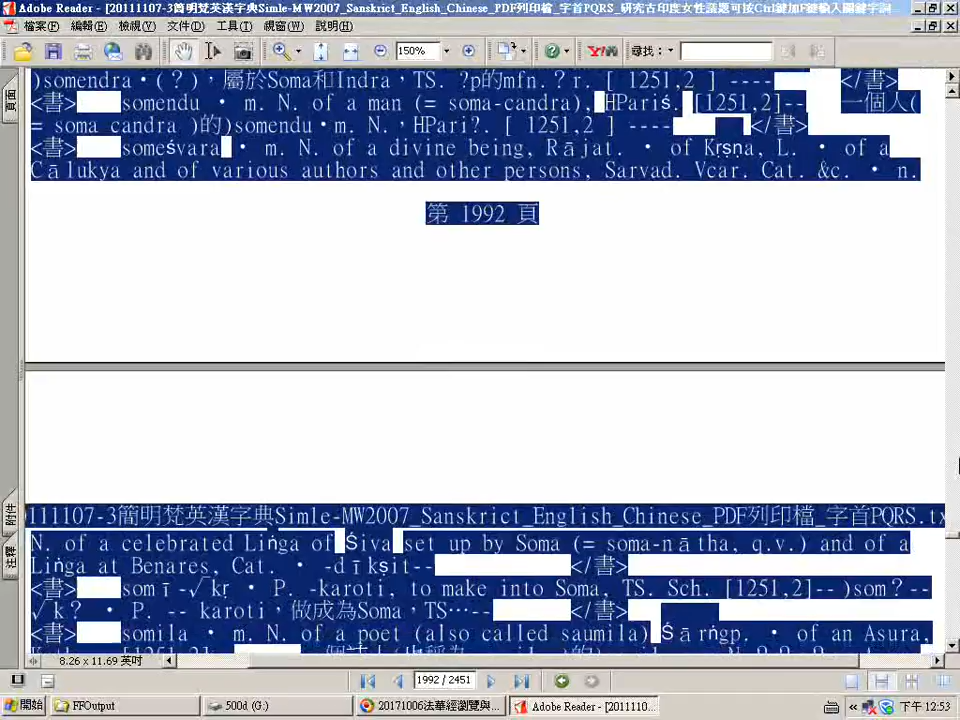 Adobe Reader - [20111107-3簡明梵英漢字典Simle-MW2007_Sanskrict_English_Chinese_PDF列印檔_字首PQRS_研究古印度女性議題可按Ctrl鍵加F鍵輸入關鍵字詞
檔案(F) 編輯(E) 檢視(V) 文件(D) 工具(T) 視窗(W) 說明(H)
150% Y! 尋找:
頁面
)somendra‧(?),屬於Soma和Indra,TS. ?p的mfn.?r. [ 1251,2 ] ---- </書>
<書> somendu ‧ m. N. of a man (= soma-candra), HPariś. [1251,2]-- 一個人(
= soma candra )的)somendu‧m. N.,HPari?. [ 1251,2 ] ---- </書>
<書> someśvara ‧ m. N. of a divine being, Rājat. ‧ of Kṛṣṇa, L. ‧ of a
Cālukya and of various authors and other persons, Sarvad. Vcar. Cat. &c. ‧ n.
第 1992 頁
附件
注釋
111107-3簡明梵英漢字典Simle-MW2007_Sanskrict_English_Chinese_PDF列印檔_字首PQRS.tx
N. of a celebrated Liṅga of Śiva set up by Soma (= soma-nātha, q.v.) and of a
Liṅga at Benares, Cat. ‧ -dīkṣit-- </書>
<書> somī-√kṛ ‧ P. -karoti, to make into Soma, TS. Sch. [1251,2]-- )som?--
√k? ‧ P. -- karoti,做成為Soma,TS…-- </書>
<書> somila ‧ m. N. of a poet (also called saumila) Śārṅgp. ‧ of an Asura,
8.26 x 11.69 英吋
1992 / 2451
開始 FFOutput 500d (G:) 20171006法華經瀏覽與... Adobe Reader - [2011110... 下午 12:53